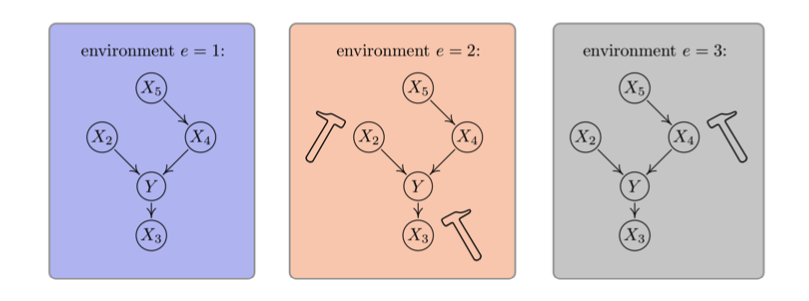 environment e = 1:
X5
X2 X4
Y
X3
environment e = 2:
X5
X2 X4
Y
X3
environment e = 3:
X5
X2 X4
Y
X3